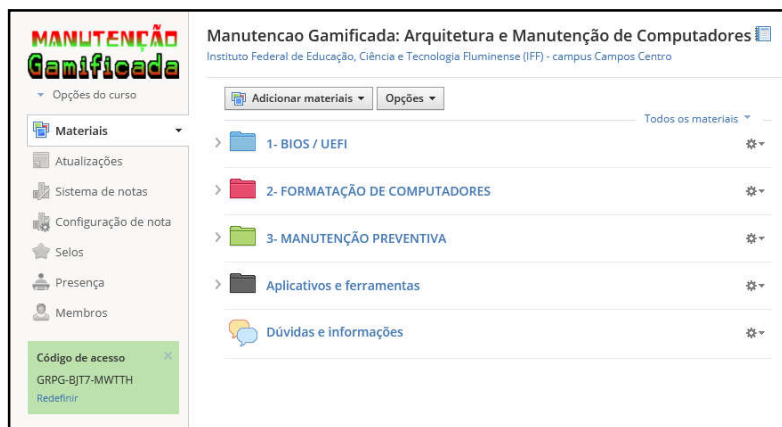 MANUTENÇÃO
Gamificada
Opções do curso
Materiais
Atualizações
Sistema de notas
Configuração de nota
Selos
Presença
Membros
Código de acesso
GRPG-BJT7-MWTTH
Redefinir
Manutencao Gamificada: Arquitetura e Manutenção de Computadores
Instituto Federal de Educação, Ciência e Tecnologia Fluminense (IFF) - campus Campos Centro
Adicionar materiais Opções
Todos os materiais
1- BIOS / UEFI
2- FORMATAÇÃO DE COMPUTADORES
3- MANUTENÇÃO PREVENTIVA
Aplicativos e ferramentas
Dúvidas e informações